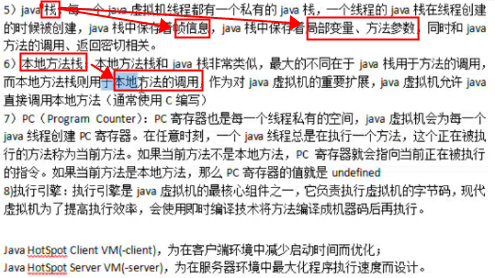 5）java 栈：每一个 java 虚拟机线程都有一个私有的 java 栈，一个线程的 java 栈在线程创建
的时候被创建，java 栈中保存着帧信息，java 栈中保存着局部变量、方法参数，同时和 java
方法的调用、返回密切相关。
6）本地方法栈：本地方法栈和 java 栈非常类似，最大的不同在于 java 栈用于方法的调用，
而本地方法栈则用于本地方法的调用，作为对 java 虚拟机的重要扩展，java 虚拟机允许 java
直接调用本地方法（通常使用 C 编写）
7）PC（Program Counter）：PC 寄存器也是每一个线程私有的空间，java 虚拟机会为每一个
java 线程创建 PC 寄存器。在任意时刻，一个 java 线程总是在执行一个方法，这个正在被执
行的方法称为当前方法。如果当前方法不是本地方法，PC 寄存器就会指向当前正在被执行
的指令。如果当前方法是本地方法，那么 PC 寄存器的值就是 undefined
8)执行引擎：执行引擎是 java 虚拟机的最核心组件之一，它负责执行虚拟机的字节码，现代
虚拟机为了提高执行效率，会使用即时编译技术将方法编译成机器码后再执行。
Java HotSpot Client VM(-client)，为在客户端环境中减少启动时间而优化；
Java HotSpot Server VM(-server)，为在服务器环境中最大化程序执行速度而设计。